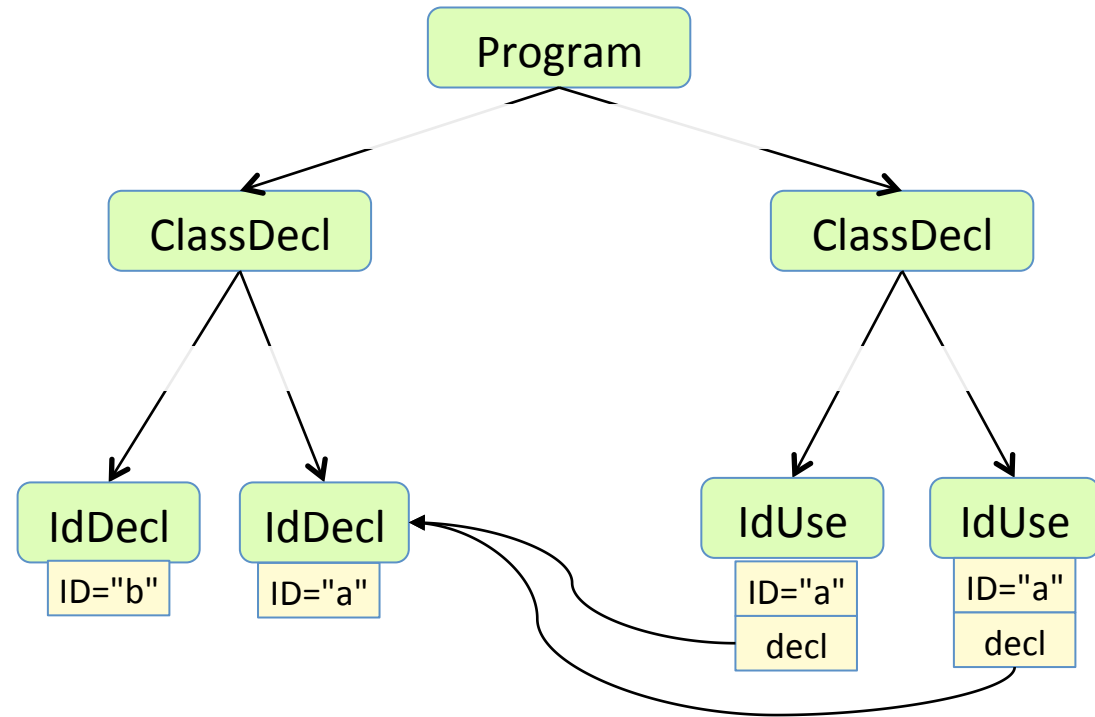 Program
ClassDecl
ClassDecl
IdDecl
IdDecl
IdUse
IdUse
ID="b"
ID="a"
ID="a"
ID="a"
decl
decl